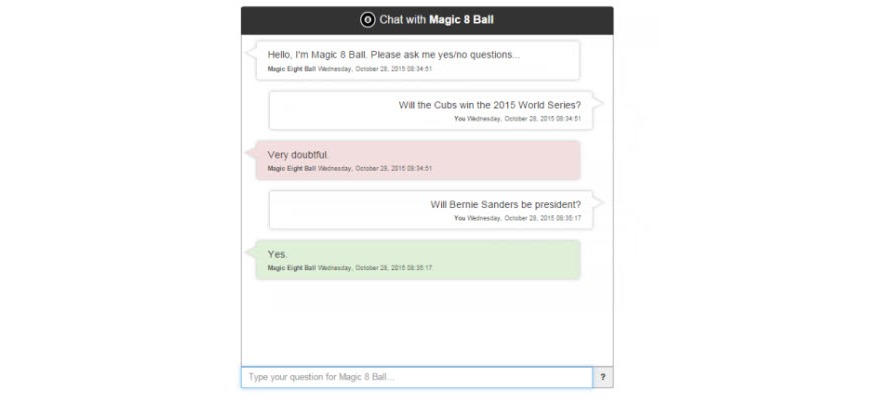 8 Chat with Magic 8 Ball
Hello, I'm Magic 8 Ball. Please ask me yes/no questions...
Magic Eight Ball Wednesday, October 28, 2015 08:34:51
Will the Cubs win the 2015 World Series?
You Wednesday, October 28, 2015 08:34:51
Very doubtful.
Magic Eight Ball Wednesday, October 28, 2015 08:34:51
Will Bernie Sanders be president?
You Wednesday, October 28, 2015 08:35:17
Yes.
Magic Eight Ball Wednesday, October 28, 2015 08:35:17
Type your question for Magic 8 Ball... ?